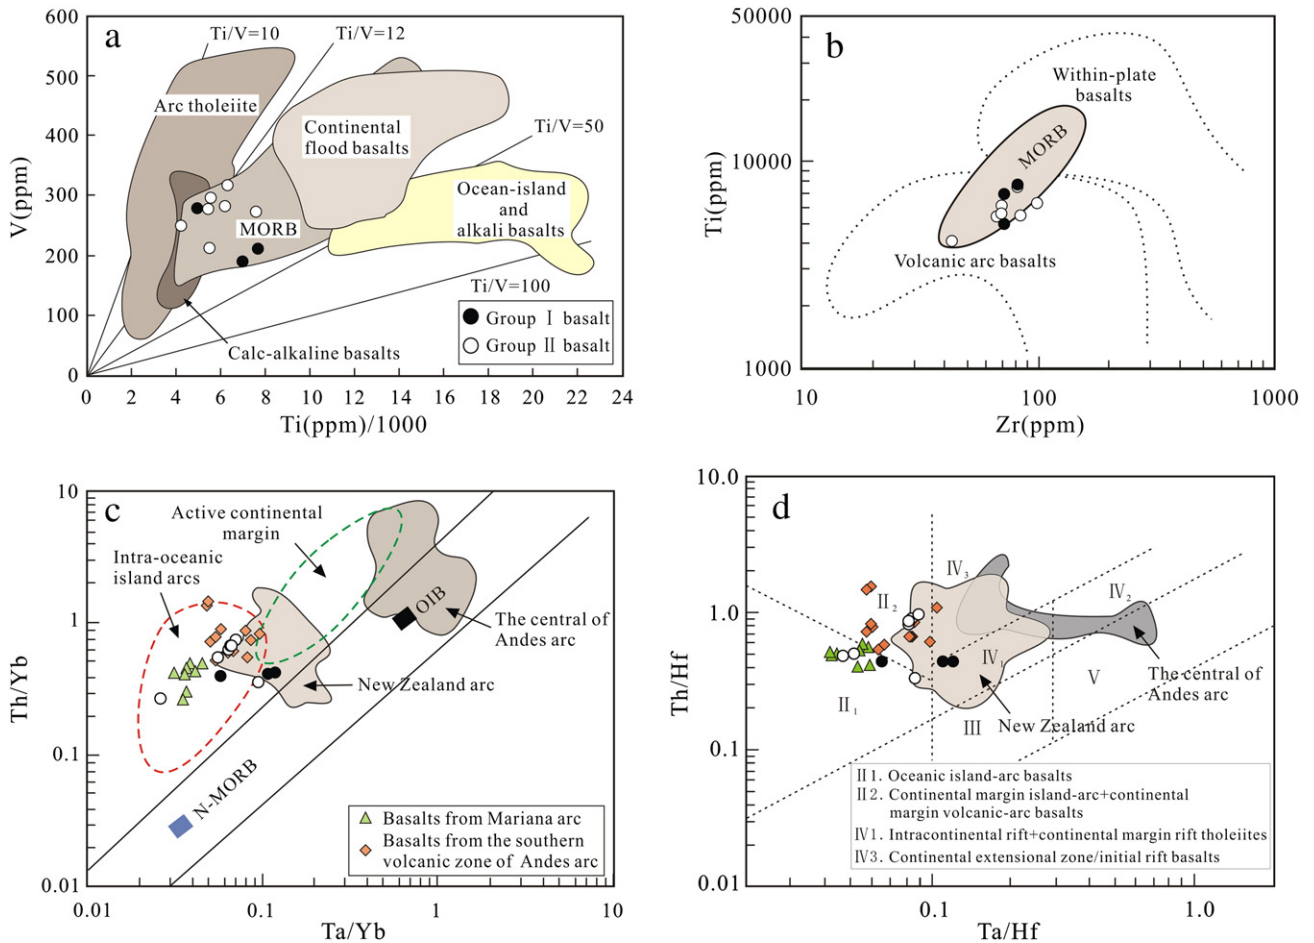 a
Ti/V=10
Ti/V=12
Arc tholeiite
Continental
flood basalts
Ti/V=50
Ocean-island
and
alkali basalts
MORB
Ti/V=100
Calc-alkaline basalts
Group Ⅰ basalt
Group Ⅱ basalt
600
500
400
300
200
100
0
V(ppm)
0 2 4 6 8 10 12 14 16 18 20 22 24
Ti(ppm)/1000
b
50000
10000
1000
Ti(ppm)
Within-plate
basalts
MORB
Volcanic arc basalts
10 100 1000
Zr(ppm)
c
10
1
0.1
0.01
Th/Yb
Active continental
margin
Intra-oceanic
island arcs
OIB
The central of
Andes arc
New Zealand arc
N-MORB
Basalts from Mariana arc
Basalts from the southern
volcanic zone of Andes arc
0.01 0.1 1 10
Ta/Yb
d
10.0
1.0
0.1
0.01
Th/Hf
Ⅳ3
Ⅱ2
Ⅳ2
Ⅳ1
Ⅴ
The central of
Andes arc
Ⅱ1
Ⅲ
New Zealand arc
Ⅱ1. Oceanic island-arc basalts
Ⅱ2. Continental margin island-arc+continental
margin volcanic-arc basalts
Ⅳ1. Intracontinental rift+continental margin rift tholeiites
Ⅳ3. Continental extensional zone/initial rift basalts
0.1 1.0
Ta/Hf